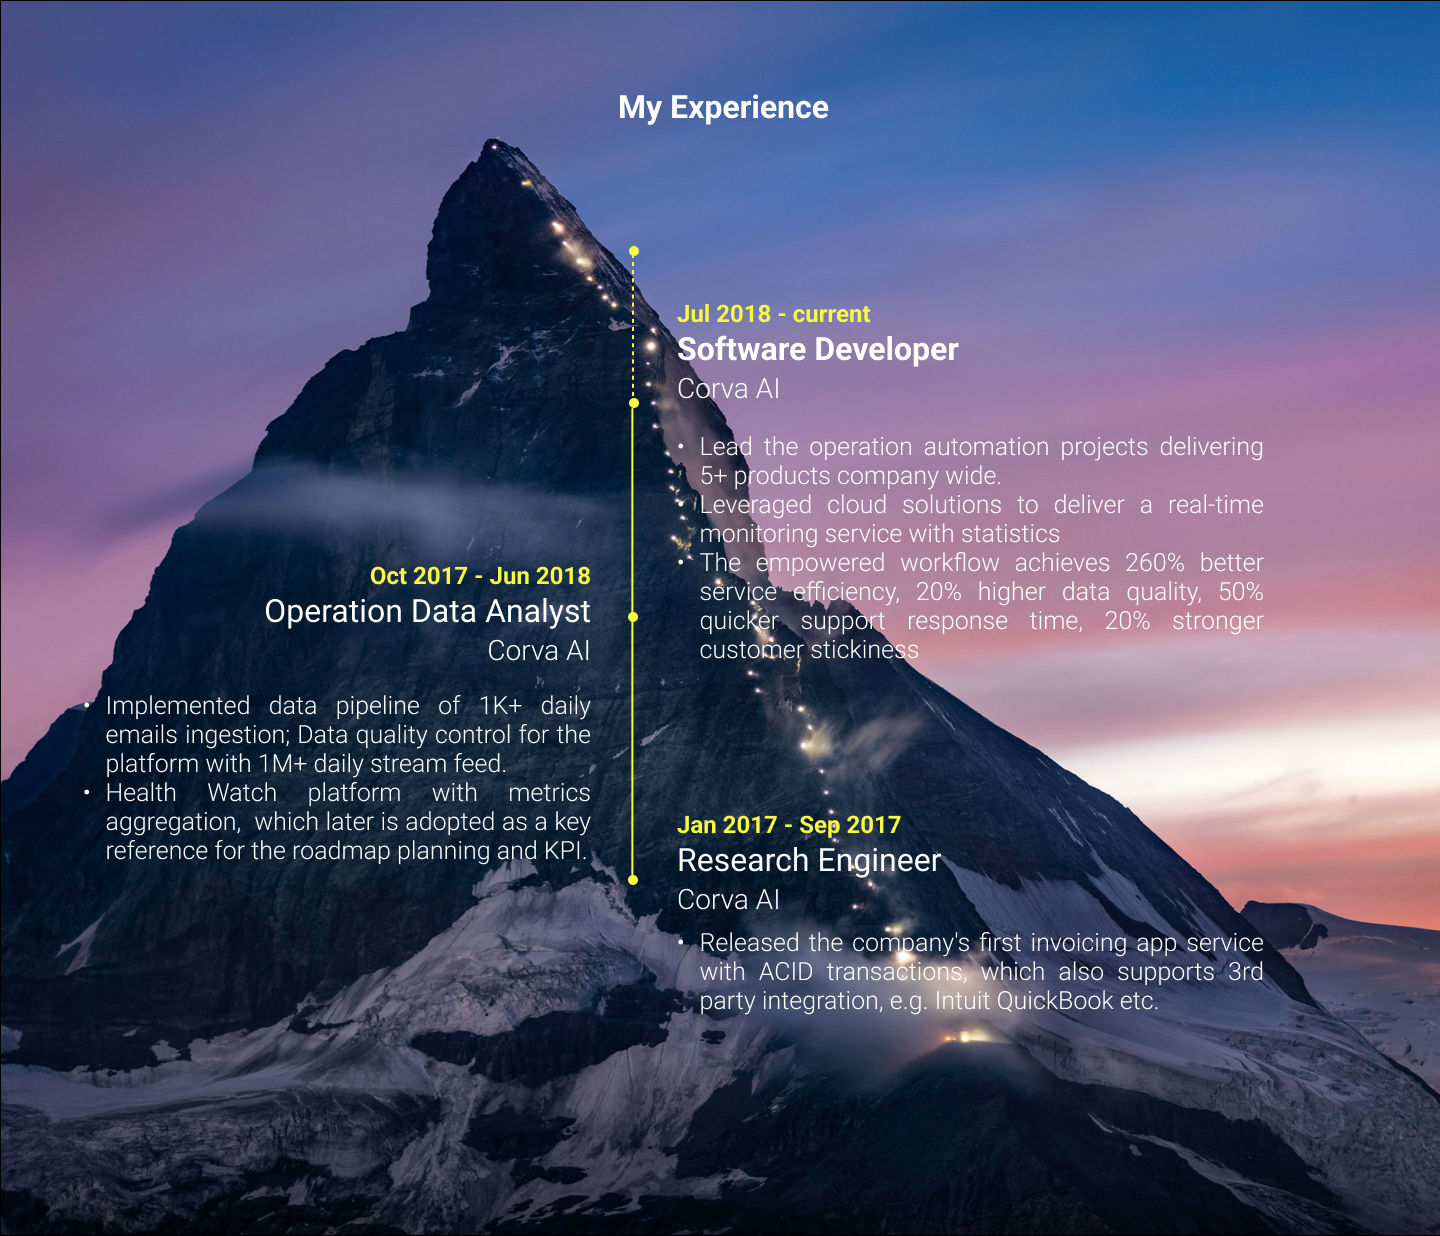 My Experience
Jul 2018 - current
Software Developer
Corva AI
• Lead the operation automation projects delivering
5+ products company wide.
• Leveraged cloud solutions to deliver a real-time
monitoring service with statistics
• The empowered workflow achieves 260% better
service efficiency, 20% higher data quality, 50%
quicker support response time, 20% stronger
customer stickiness
Oct 2017 - Jun 2018
Operation Data Analyst
Corva AI
• Implemented data pipeline of 1K+ daily
emails ingestion; Data quality control for the
platform with 1M+ daily stream feed.
• Health Watch platform with metrics
aggregation, which later is adopted as a key
reference for the roadmap planning and KPI.
Jan 2017 - Sep 2017
Research Engineer
Corva AI
• Released the company's first invoicing app service
with ACID transactions, which also supports 3rd
party integration, e.g. Intuit QuickBook etc.